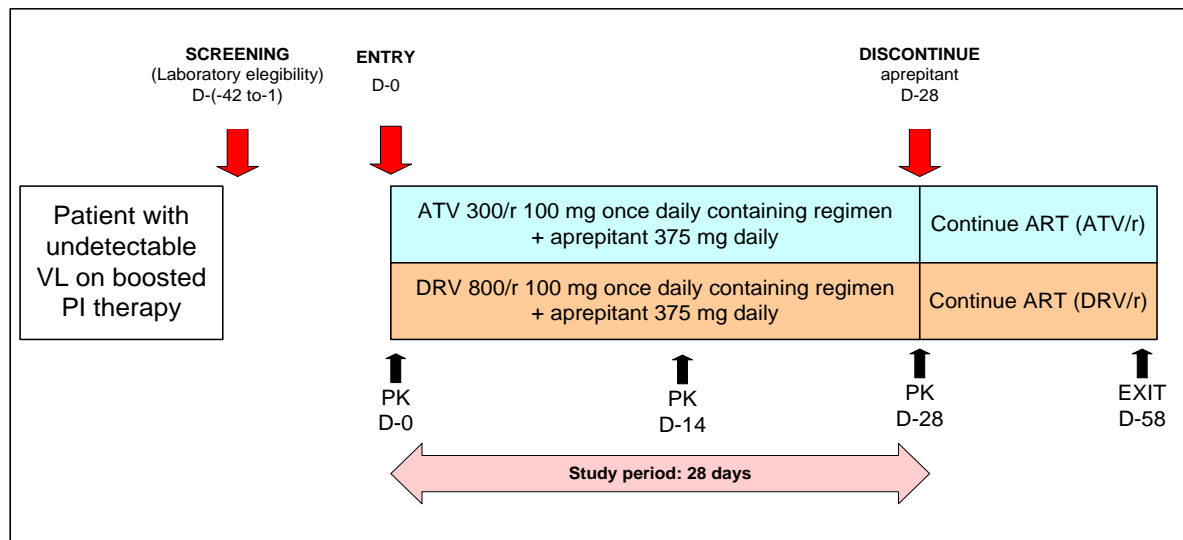 SCREENING
(Laboratory elegibility)
D-(-42 to-1)
ENTRY
D-0
DISCONTINUE
aprepitant
D-28
Patient with
undetectable
VL on boosted
PI therapy
ATV 300/r 100 mg once daily containing regimen
+ aprepitant 375 mg daily
Continue ART (ATV/r)
DRV 800/r 100 mg once daily containing regimen
+ aprepitant 375 mg daily
Continue ART (DRV/r)
PK
D-0
PK
D-14
PK
D-28
EXIT
D-58
Study period: 28 days